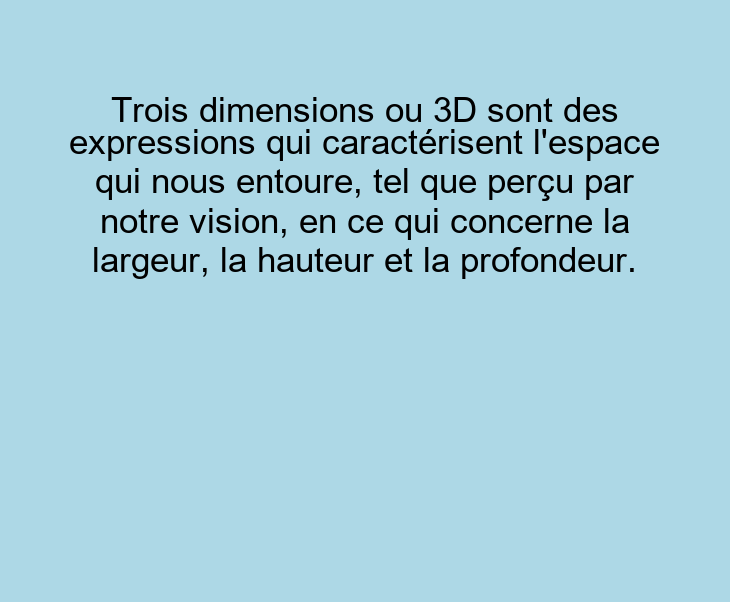 Trois dimensions ou 3D sont des
expressions qui caractérisent l'espace
qui nous entoure, tel que perçu par
notre vision, en ce qui concerne la
largeur, la hauteur et la profondeur.